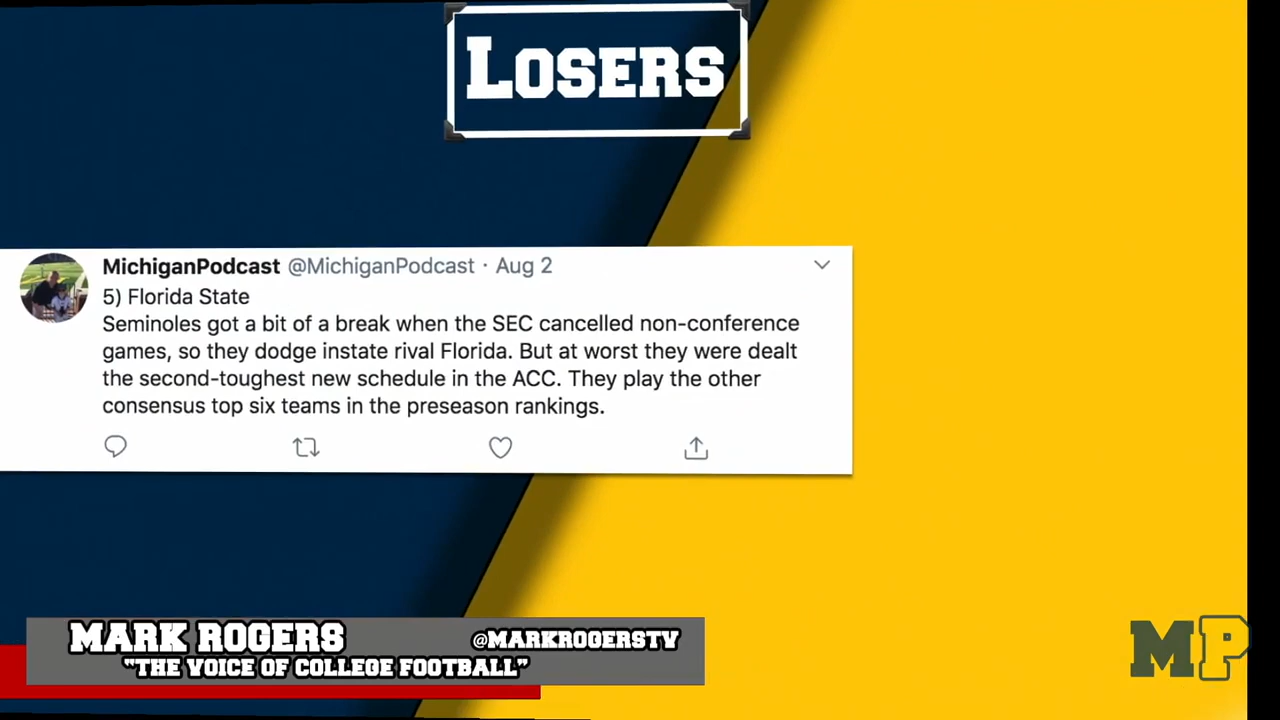 LOSERS
MichiganPodcast @MichiganPodcast · Aug 2
5) Florida State
Seminoles got a bit of a break when the SEC cancelled non-conference
games, so they dodge instate rival Florida. But at worst they were dealt
the second-toughest new schedule in the ACC. They play the other
consensus top six teams in the preseason rankings.
MARK ROGERS @MARKROGERSTV
"THE VOICE OF COLLEGE FOOTBALL"
MP